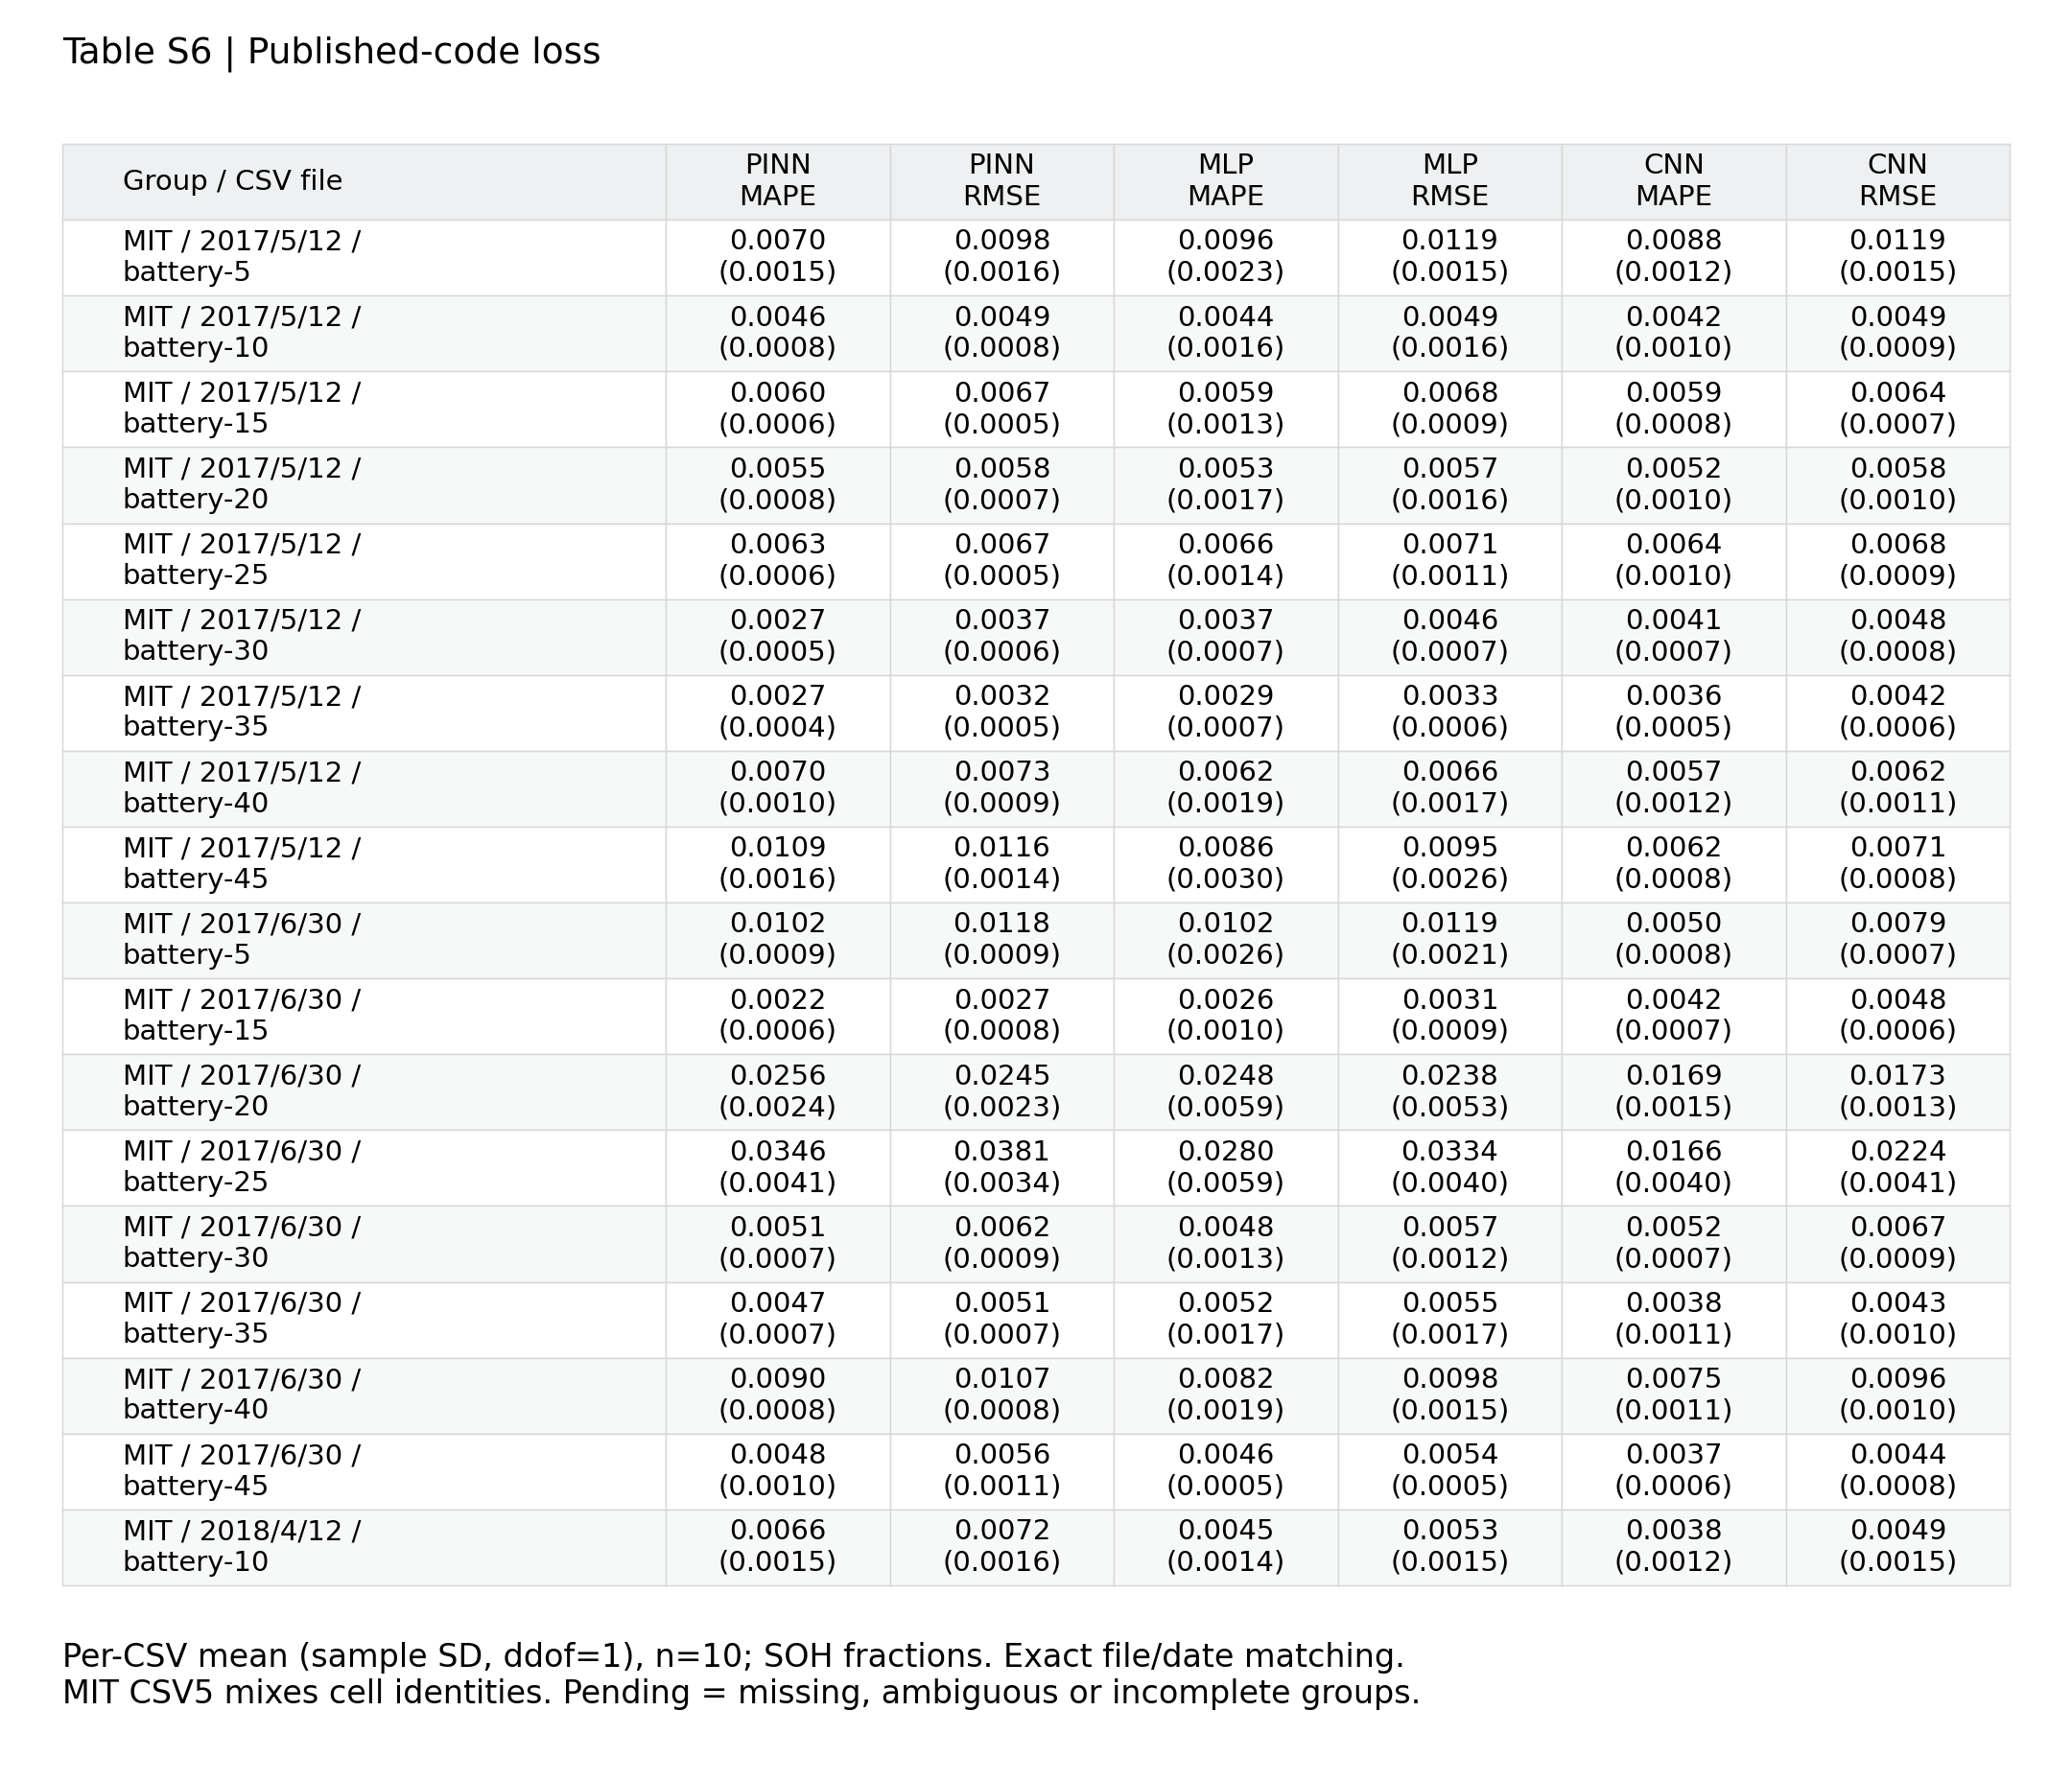 Table S6 | Published-code loss
Group / CSV file PINN MAPE PINN RMSE MLP MAPE MLP RMSE CNN MAPE CNN RMSE
MIT / 2017/5/12 / battery-5 0.0070 (0.0015) 0.0098 (0.0016) 0.0096 (0.0023) 0.0119 (0.0015) 0.0088 (0.0012) 0.0119 (0.0015)
MIT / 2017/5/12 / battery-10 0.0046 (0.0008) 0.0049 (0.0008) 0.0044 (0.0016) 0.0049 (0.0016) 0.0042 (0.0010) 0.0049 (0.0009)
MIT / 2017/5/12 / battery-15 0.0060 (0.0006) 0.0067 (0.0005) 0.0059 (0.0013) 0.0068 (0.0009) 0.0059 (0.0008) 0.0064 (0.0007)
MIT / 2017/5/12 / battery-20 0.0055 (0.0008) 0.0058 (0.0007) 0.0053 (0.0017) 0.0057 (0.0016) 0.0052 (0.0010) 0.0058 (0.0010)
MIT / 2017/5/12 / battery-25 0.0063 (0.0006) 0.0067 (0.0005) 0.0066 (0.0014) 0.0071 (0.0011) 0.0064 (0.0010) 0.0068 (0.0009)
MIT / 2017/5/12 / battery-30 0.0027 (0.0005) 0.0037 (0.0006) 0.0037 (0.0007) 0.0046 (0.0007) 0.0041 (0.0007) 0.0048 (0.0008)
MIT / 2017/5/12 / battery-35 0.0027 (0.0004) 0.0032 (0.0005) 0.0029 (0.0007) 0.0033 (0.0006) 0.0036 (0.0005) 0.0042 (0.0006)
MIT / 2017/5/12 / battery-40 0.0070 (0.0010) 0.0073 (0.0009) 0.0062 (0.0019) 0.0066 (0.0017) 0.0057 (0.0012) 0.0062 (0.0011)
MIT / 2017/5/12 / battery-45 0.0109 (0.0016) 0.0116 (0.0014) 0.0086 (0.0030) 0.0095 (0.0026) 0.0062 (0.0008) 0.0071 (0.0008)
MIT / 2017/6/30 / battery-5 0.0102 (0.0009) 0.0118 (0.0009) 0.0102 (0.0026) 0.0119 (0.0021) 0.0050 (0.0008) 0.0079 (0.0007)
MIT / 2017/6/30 / battery-15 0.0022 (0.0006) 0.0027 (0.0008) 0.0026 (0.0010) 0.0031 (0.0009) 0.0042 (0.0007) 0.0048 (0.0006)
MIT / 2017/6/30 / battery-20 0.0256 (0.0024) 0.0245 (0.0023) 0.0248 (0.0059) 0.0238 (0.0053) 0.0169 (0.0015) 0.0173 (0.0013)
MIT / 2017/6/30 / battery-25 0.0346 (0.0041) 0.0381 (0.0034) 0.0280 (0.0059) 0.0334 (0.0040) 0.0166 (0.0040) 0.0224 (0.0041)
MIT / 2017/6/30 / battery-30 0.0051 (0.0007) 0.0062 (0.0009) 0.0048 (0.0013) 0.0057 (0.0012) 0.0052 (0.0007) 0.0067 (0.0009)
MIT / 2017/6/30 / battery-35 0.0047 (0.0007) 0.0051 (0.0007) 0.0052 (0.0017) 0.0055 (0.0017) 0.0038 (0.0011) 0.0043 (0.0010)
MIT / 2017/6/30 / battery-40 0.0090 (0.0008) 0.0107 (0.0008) 0.0082 (0.0019) 0.0098 (0.0015) 0.0075 (0.0011) 0.0096 (0.0010)
MIT / 2017/6/30 / battery-45 0.0048 (0.0010) 0.0056 (0.0011) 0.0046 (0.0005) 0.0054 (0.0005) 0.0037 (0.0006) 0.0044 (0.0008)
MIT / 2018/4/12 / battery-10 0.0066 (0.0015) 0.0072 (0.0016) 0.0045 (0.0014) 0.0053 (0.0015) 0.0038 (0.0012) 0.0049 (0.0015)
Per-CSV mean (sample SD, ddof=1), n=10; SOH fractions. Exact file/date matching.
MIT CSV5 mixes cell identities. Pending = missing, ambiguous or incomplete groups.